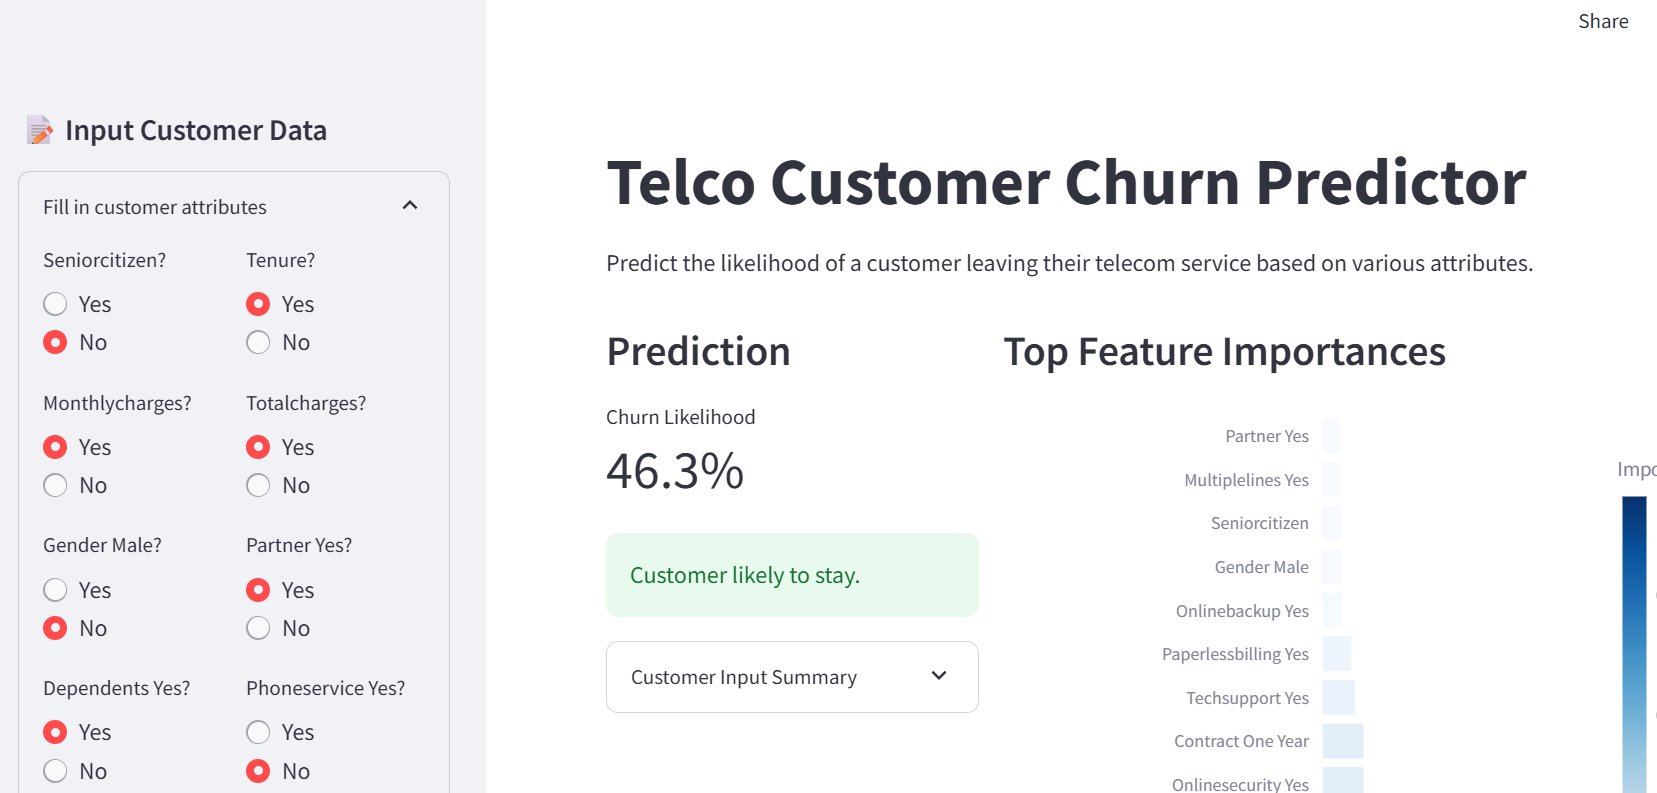 Share
Input Customer Data
Fill in customer attributes
Seniorcitizen? Tenure?
Yes Yes
No No
Monthlycharges? Totalcharges?
Yes Yes
No No
Gender Male? Partner Yes?
Yes Yes
No No
Dependents Yes? Phoneservice Yes?
Yes Yes
No No
Telco Customer Churn Predictor
Predict the likelihood of a customer leaving their telecom service based on various attributes.
Prediction
Churn Likelihood
46.3%
Customer likely to stay.
Customer Input Summary
Top Feature Importances
Partner Yes
Multiplelines Yes
Seniorcitizen
Gender Male
Onlinebackup Yes
Paperlessbilling Yes
Techsupport Yes
Contract One Year
Onlinesecurity Yes
Impo